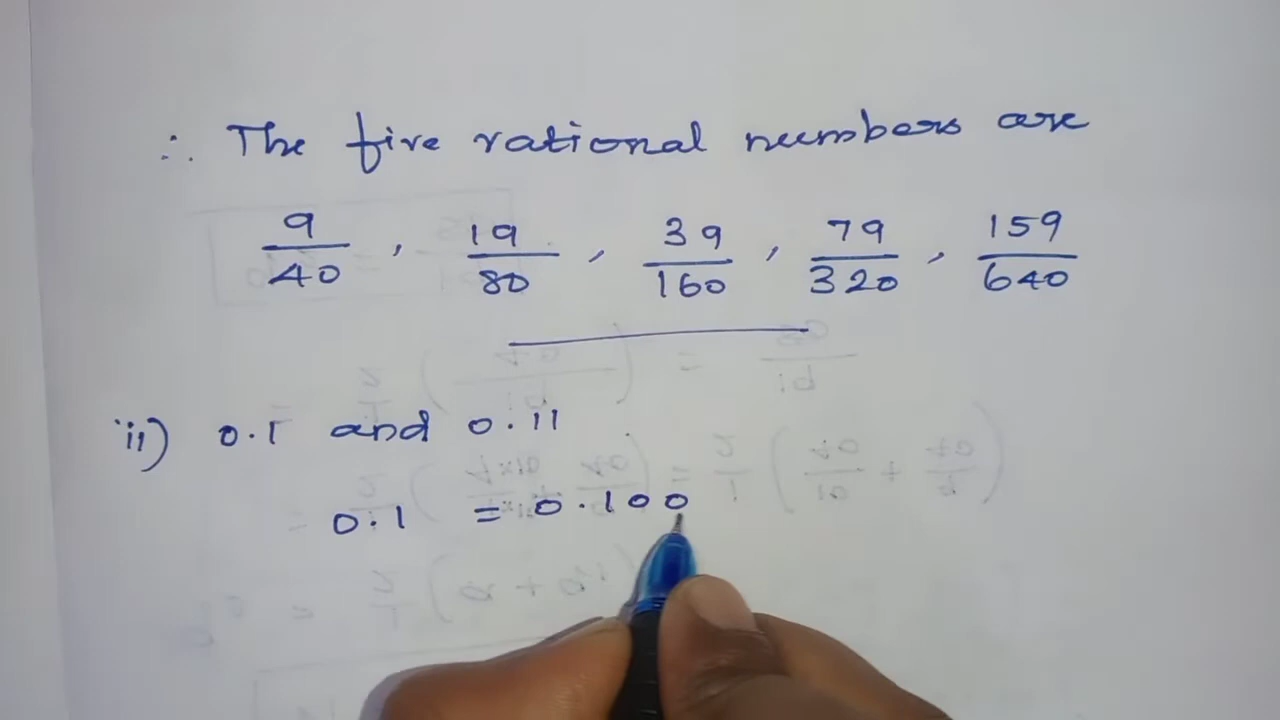 ∴ The five rational numbers are
9/40 , 19/80 , 39/160 , 79/320 , 159/640
ii) 0.1 and 0.11
0.1 = 0.100